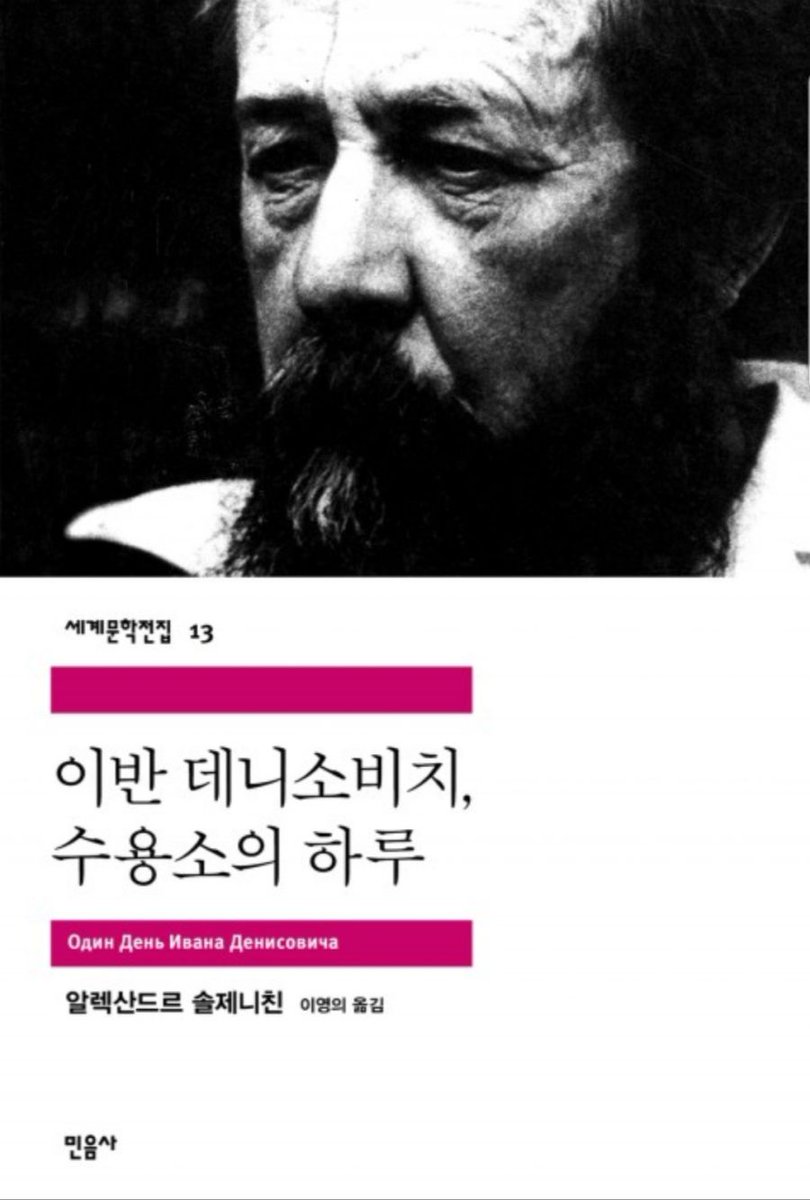 세계문학전집 13
이반 데니소비치,
수용소의 하루
Один День Ивана Денисовича
알렉산드르 솔제니친 이영의 옮김
민음사